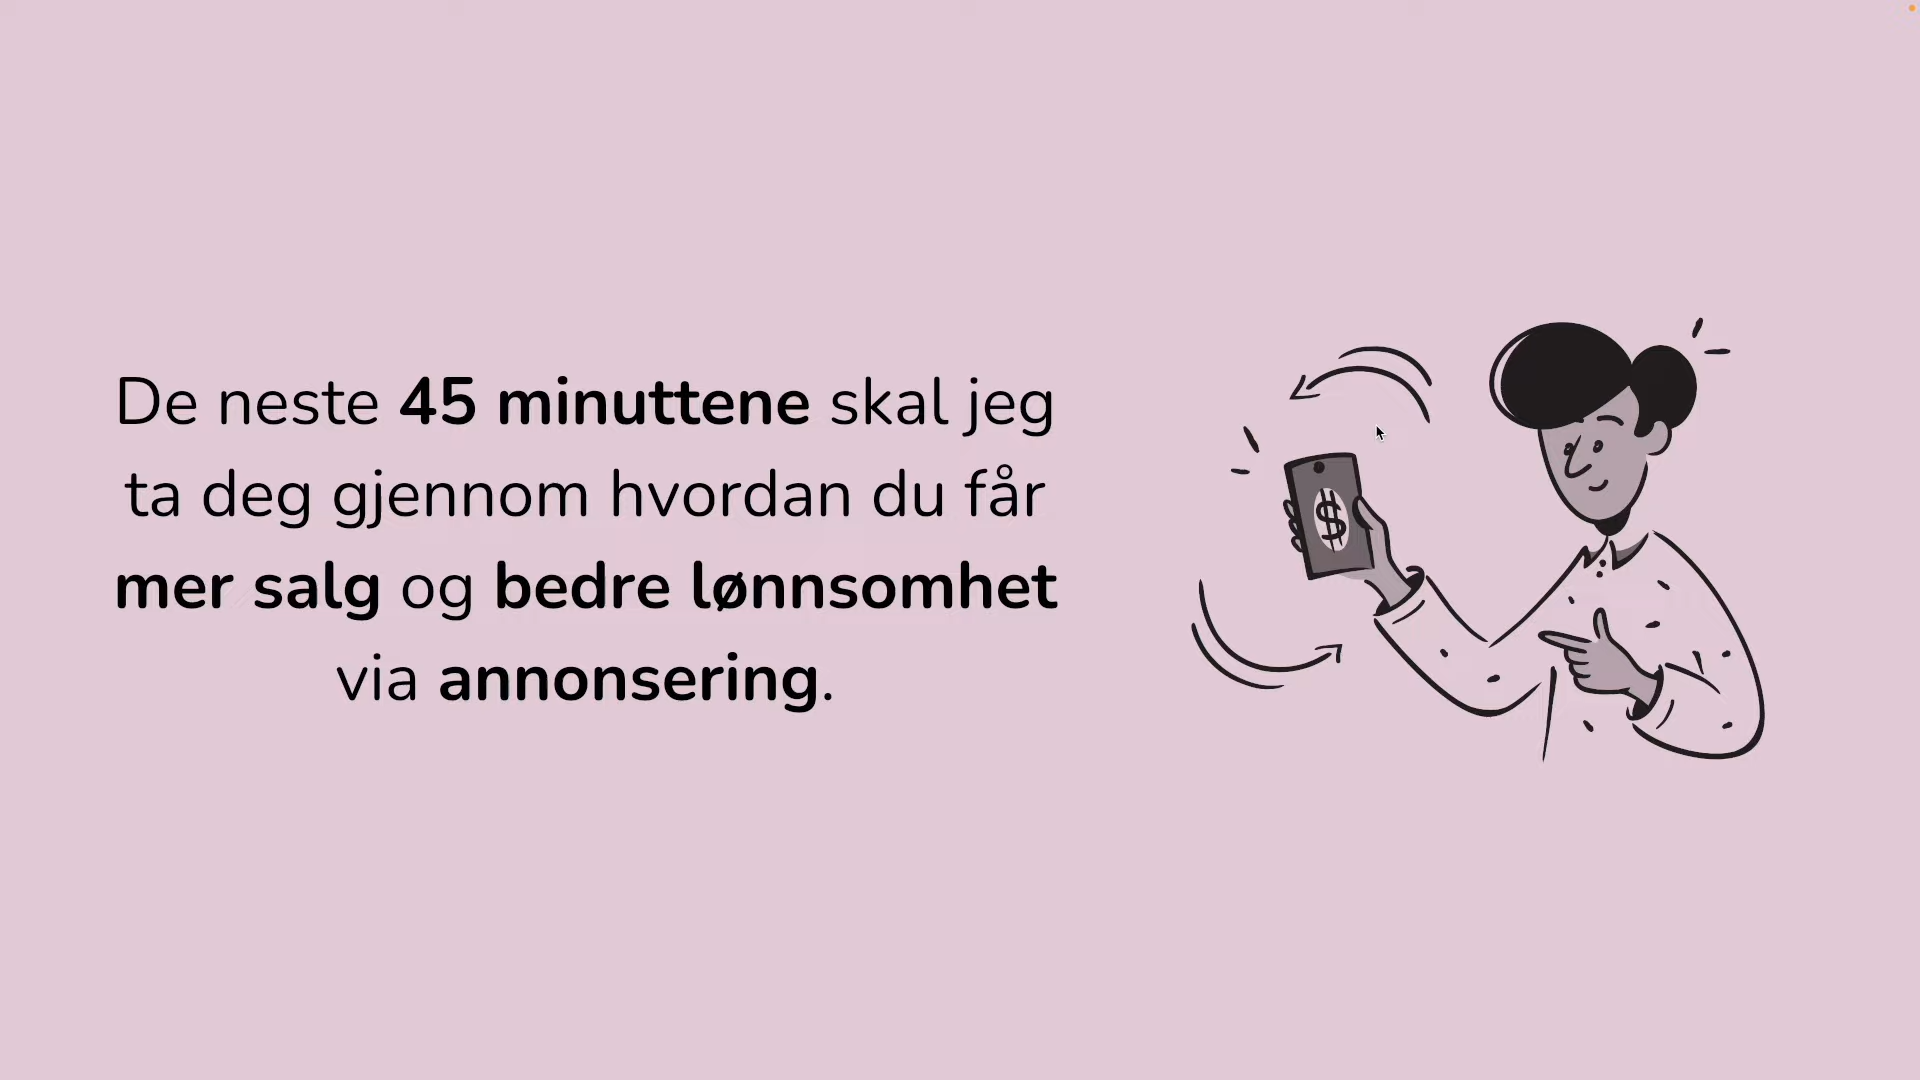 De neste 45 minuttene skal jeg
ta deg gjennom hvordan du får
mer salg og bedre lønnsomhet
via annonsering.
$